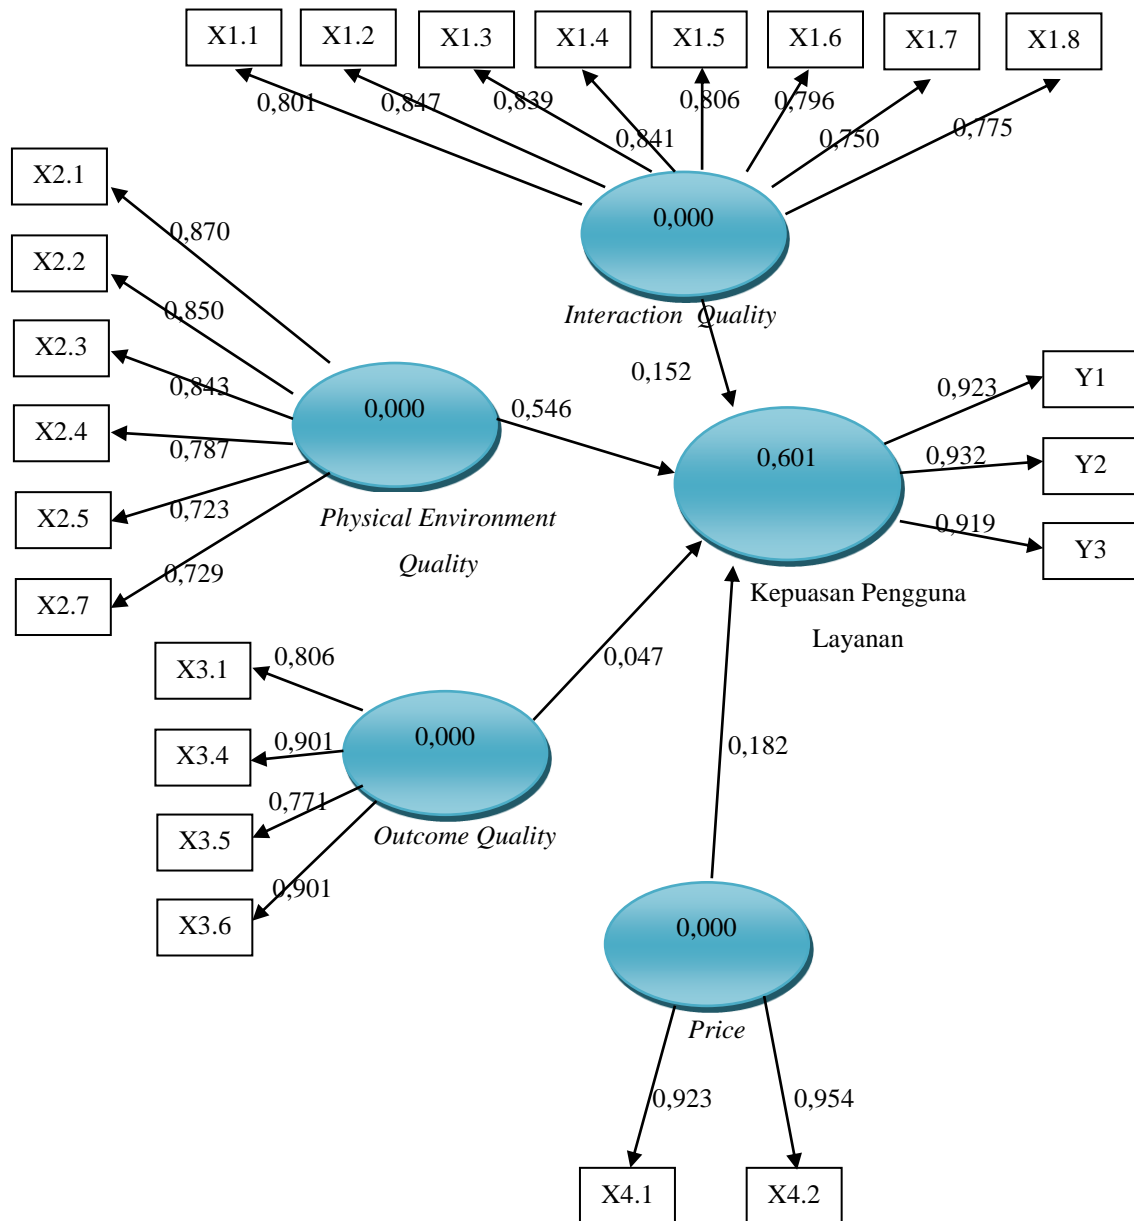 X1.1
X1.2
X1.3
X1.4
X1.5
X1.6
X1.7
X1.8
0,801
0,847
0,839
0,841
0,806
0,796
0,750
0,775
0,000
Interaction Quality
X2.1
X2.2
X2.3
X2.4
X2.5
X2.7
0,870
0,850
0,843
0,787
0,723
0,729
0,000
Physical Environment
Quality
0,152
0,546
0,601
Kepuasan Pengguna
Layanan
0,923
0,932
0,919
Y1
Y2
Y3
X3.1
X3.4
X3.5
X3.6
0,806
0,901
0,771
0,901
0,000
Outcome Quality
0,047
0,182
0,000
Price
0,923
0,954
X4.1
X4.2